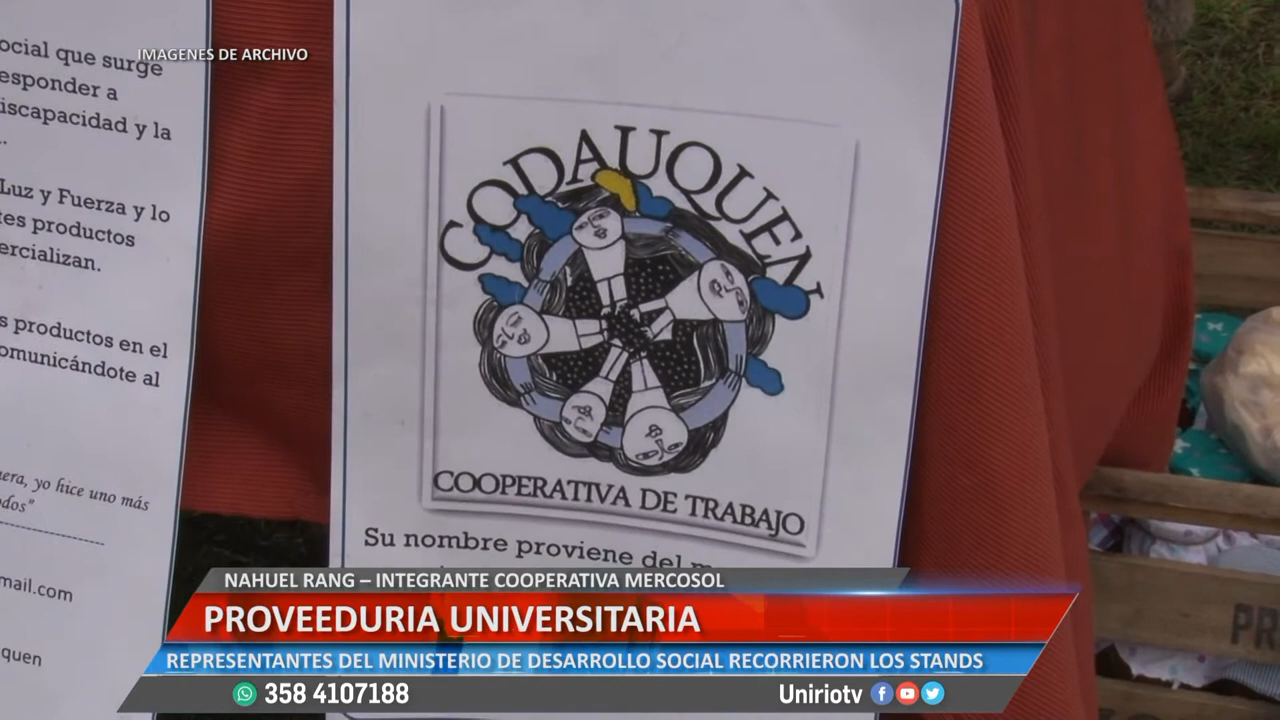 IMAGENES DE ARCHIVO
ocial que surge
esponder a
iscapacidad y la
Luz y Fuerza y lo
tes productos
ercializan.
s productos en el
omunicándote al
era, yo hice uno más
dos"
mail.com
quen
CODAUQUEN
COOPERATIVA DE TRABAJO
Su nombre proviene del
PR
NAHUEL RANG – INTEGRANTE COOPERATIVA MERCOSOL
PROVEEDURIA UNIVERSITARIA
REPRESENTANTES DEL MINISTERIO DE DESARROLLO SOCIAL RECORRIERON LOS STANDS
358 4107188
Uniriotv